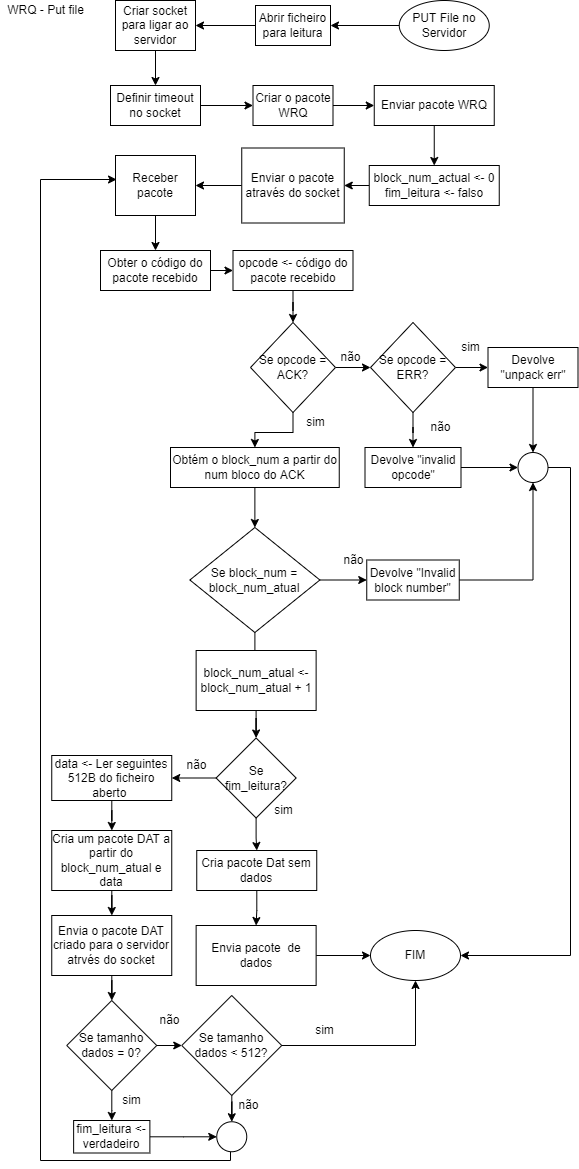 WRQ - Put file
PUT File no
Servidor
Abrir ficheiro
para leitura
Criar socket
para ligar ao
servidor
Definir timeout
no socket
Criar o pacote
WRQ
Enviar pacote WRQ
block_num_actual <- 0
fim_leitura <- falso
Enviar o pacote
através do socket
Receber
pacote
Obter o código do
pacote recebido
opcode <- código do
pacote recebido
Se opcode =
ACK?
não
Se opcode =
ERR?
sim
Devolve
"unpack err"
sim
não
Obtém o block_num a partir do
num bloco do ACK
Devolve "invalid
opcode"
Se block_num =
block_num_atual
não
Devolve "Invalid
block number"
block_num_atual <-
block_num_atual + 1
Se
fim_leitura?
não
sim
data <- Ler seguintes
512B do ficheiro
aberto
Cria um pacote DAT a
partir do
block_num_atual e
data
Cria pacote Dat sem
dados
Envia o pacote DAT
criado para o servidor
atrvés do socket
Envia pacote de
dados
FIM
Se tamanho
dados = 0?
não
Se tamanho
dados < 512?
sim
sim
não
fim_leitura <-
verdadeiro